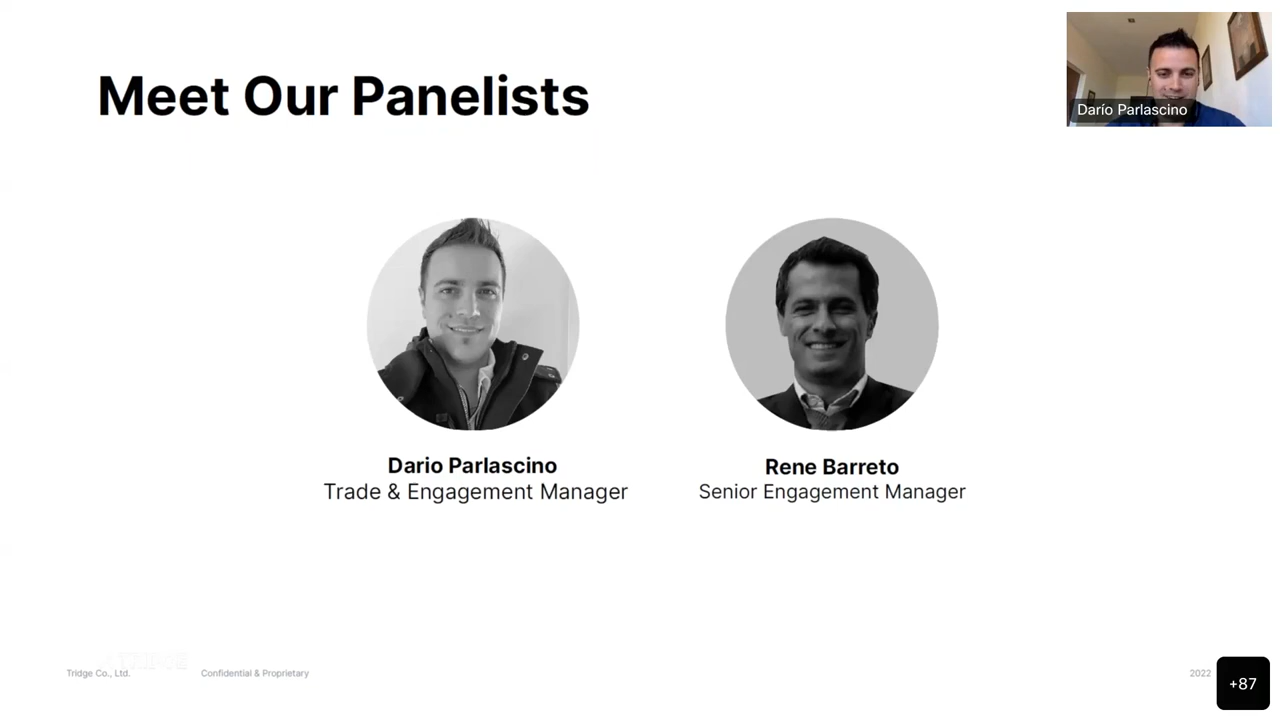 Meet Our Panelists
Darío Parlascino
Dario Parlascino
Trade & Engagement Manager
Rene Barreto
Senior Engagement Manager
Tridge Co., Ltd.
Confidential & Proprietary
2022
+87